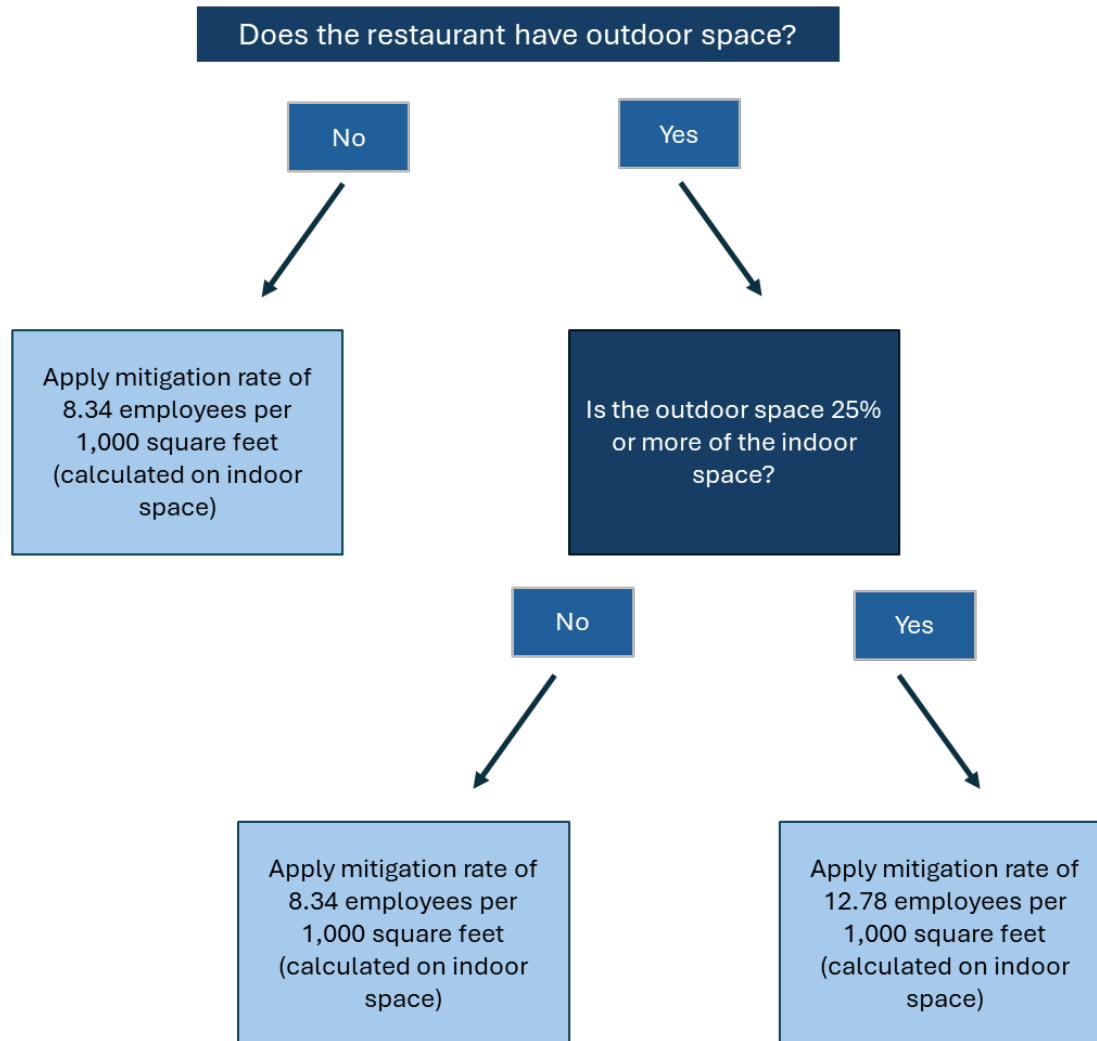 Does the restaurant have outdoor space?
No
Yes
Apply mitigation rate of
8.34 employees per
1,000 square feet
(calculated on indoor
space)
Is the outdoor space 25%
or more of the indoor
space?
No
Yes
Apply mitigation rate of
8.34 employees per
1,000 square feet
(calculated on indoor
space)
Apply mitigation rate of
12.78 employees per
1,000 square feet
(calculated on indoor
space)